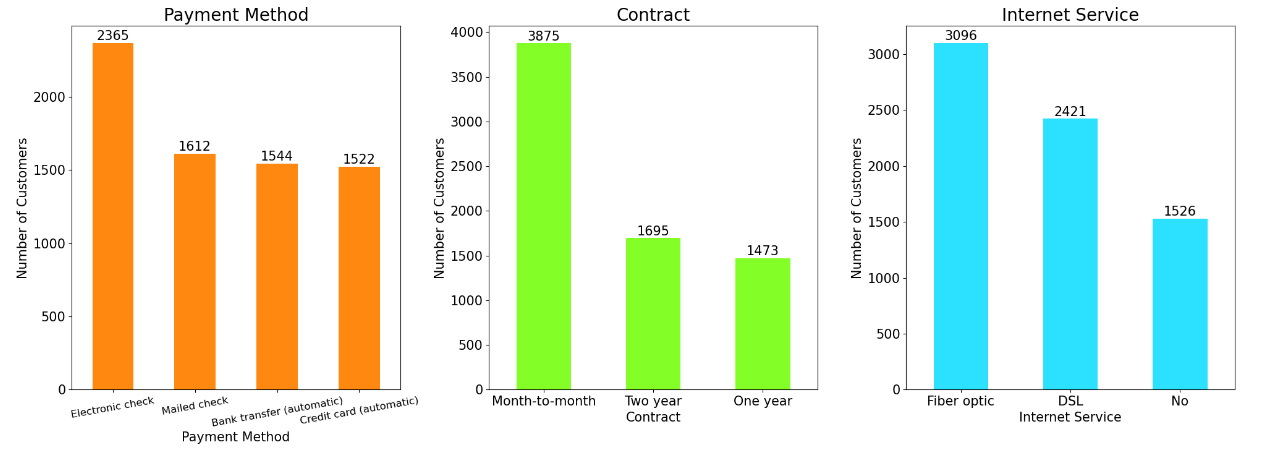 Payment Method
Number of Customers
2000
1500
1000
500
0
2365
1612
1544
1522
Electronic check
Mailed check
Bank transfer (automatic)
Credit card (automatic)
Payment Method
Contract
Number of Customers
4000
3500
3000
2500
2000
1500
1000
500
0
3875
1695
1473
Month-to-month
Two year
One year
Contract
Internet Service
Number of Customers
3000
2500
2000
1500
1000
500
0
3096
2421
1526
Fiber optic
DSL
No
Internet Service